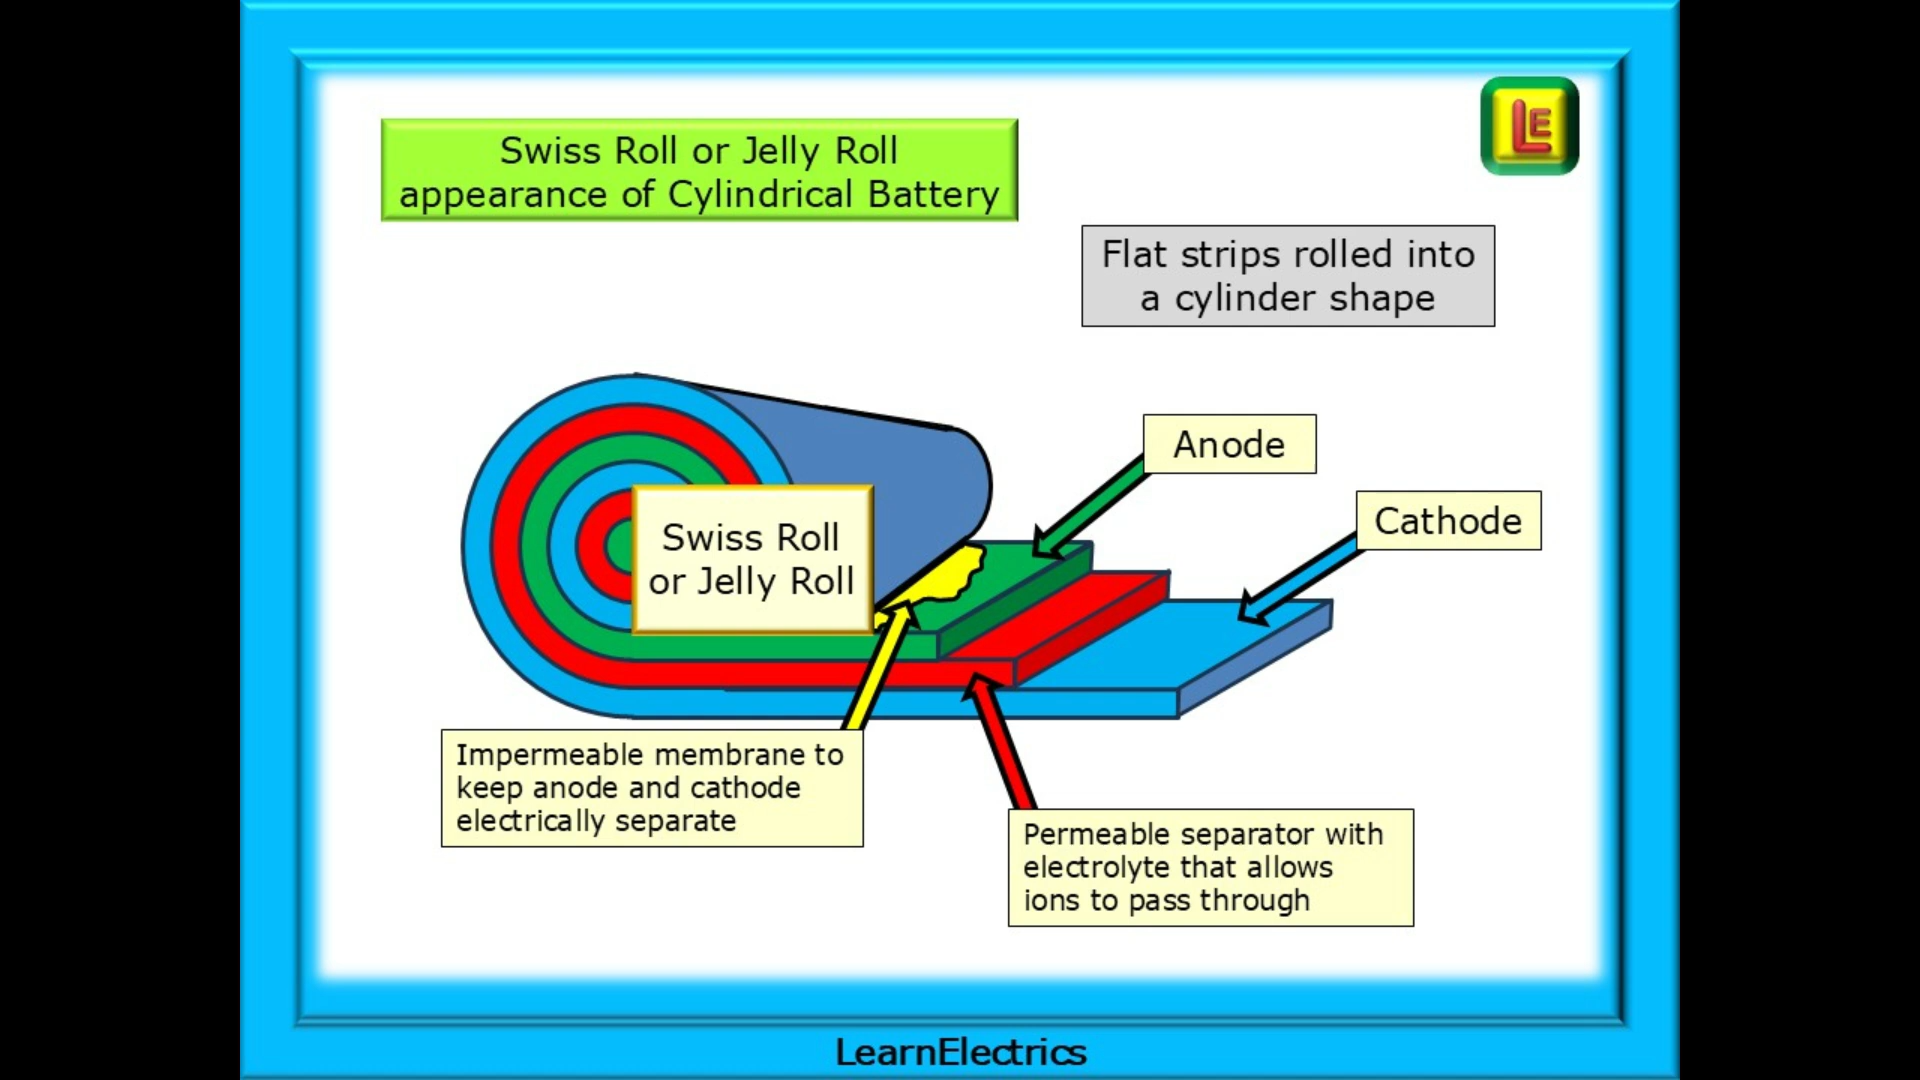 Swiss Roll or Jelly Roll
appearance of Cylindrical Battery
LE
Flat strips rolled into
a cylinder shape
Anode
Cathode
Swiss Roll
or Jelly Roll
Impermeable membrane to
keep anode and cathode
electrically separate
Permeable separator with
electrolyte that allows
ions to pass through
LearnElectrics